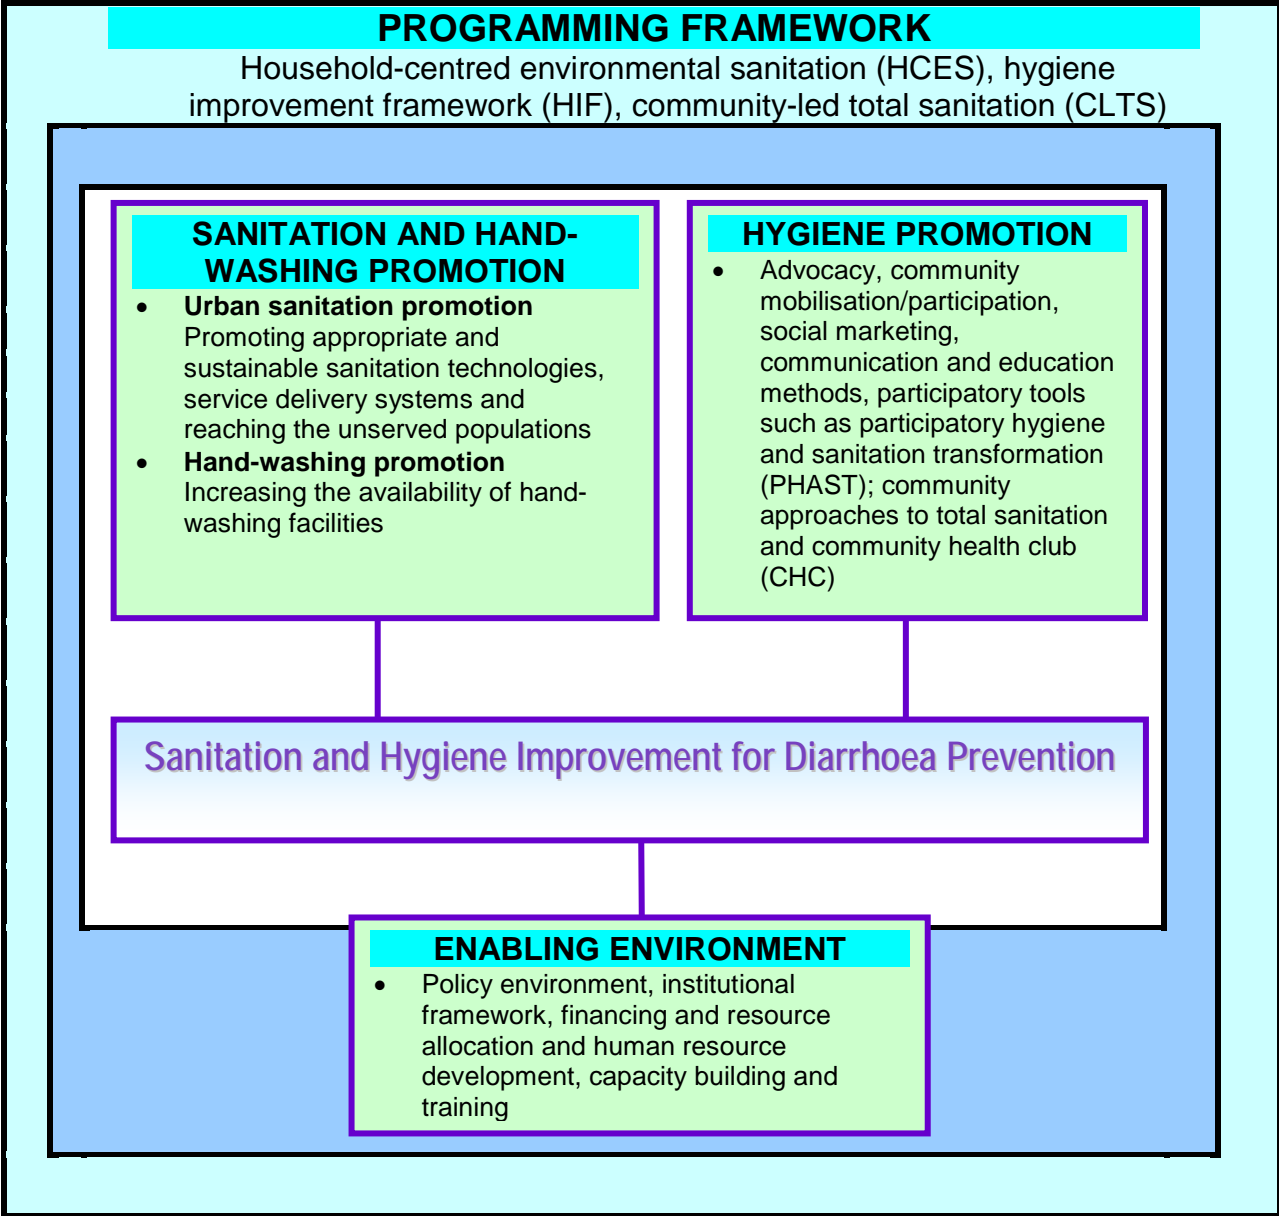 PROGRAMMING FRAMEWORK
Household-centred environmental sanitation (HCES), hygiene
improvement framework (HIF), community-led total sanitation (CLTS)
SANITATION AND HAND-
WASHING PROMOTION
• Urban sanitation promotion
Promoting appropriate and
sustainable sanitation technologies,
service delivery systems and
reaching the unserved populations
• Hand-washing promotion
Increasing the availability of hand-
washing facilities
HYGIENE PROMOTION
• Advocacy, community
mobilisation/participation,
social marketing,
communication and education
methods, participatory tools
such as participatory hygiene
and sanitation transformation
(PHAST); community
approaches to total sanitation
and community health club
(CHC)
Sanitation and Hygiene Improvement for Diarrhoea Prevention
ENABLING ENVIRONMENT
• Policy environment, institutional
framework, financing and resource
allocation and human resource
development, capacity building and
training